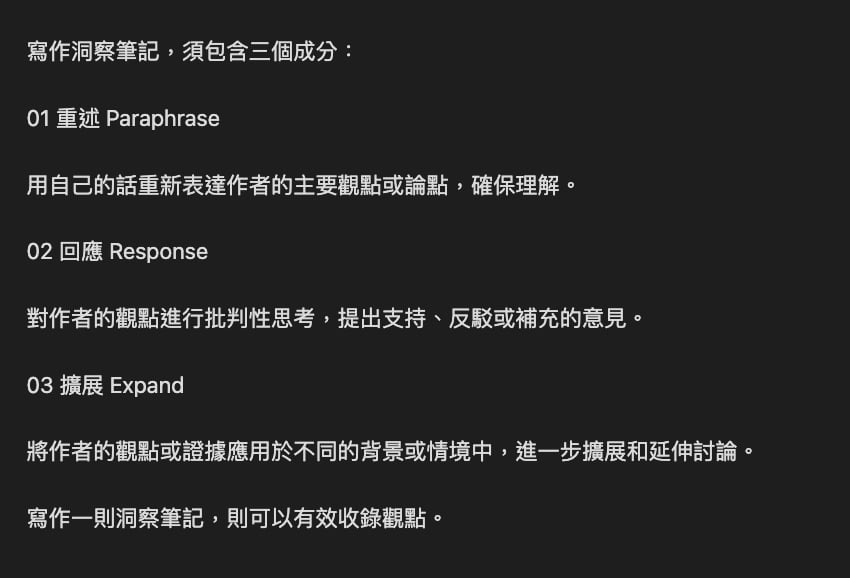 寫作洞察筆記，須包含三個成分：
01 重述 Paraphrase
用自己的話重新表達作者的主要觀點或論點，確保理解。
02 回應 Response
對作者的觀點進行批判性思考，提出支持、反駁或補充的意見。
03 擴展 Expand
將作者的觀點或證據應用於不同的背景或情境中，進一步擴展和延伸討論。
寫作一則洞察筆記，則可以有效收錄觀點。